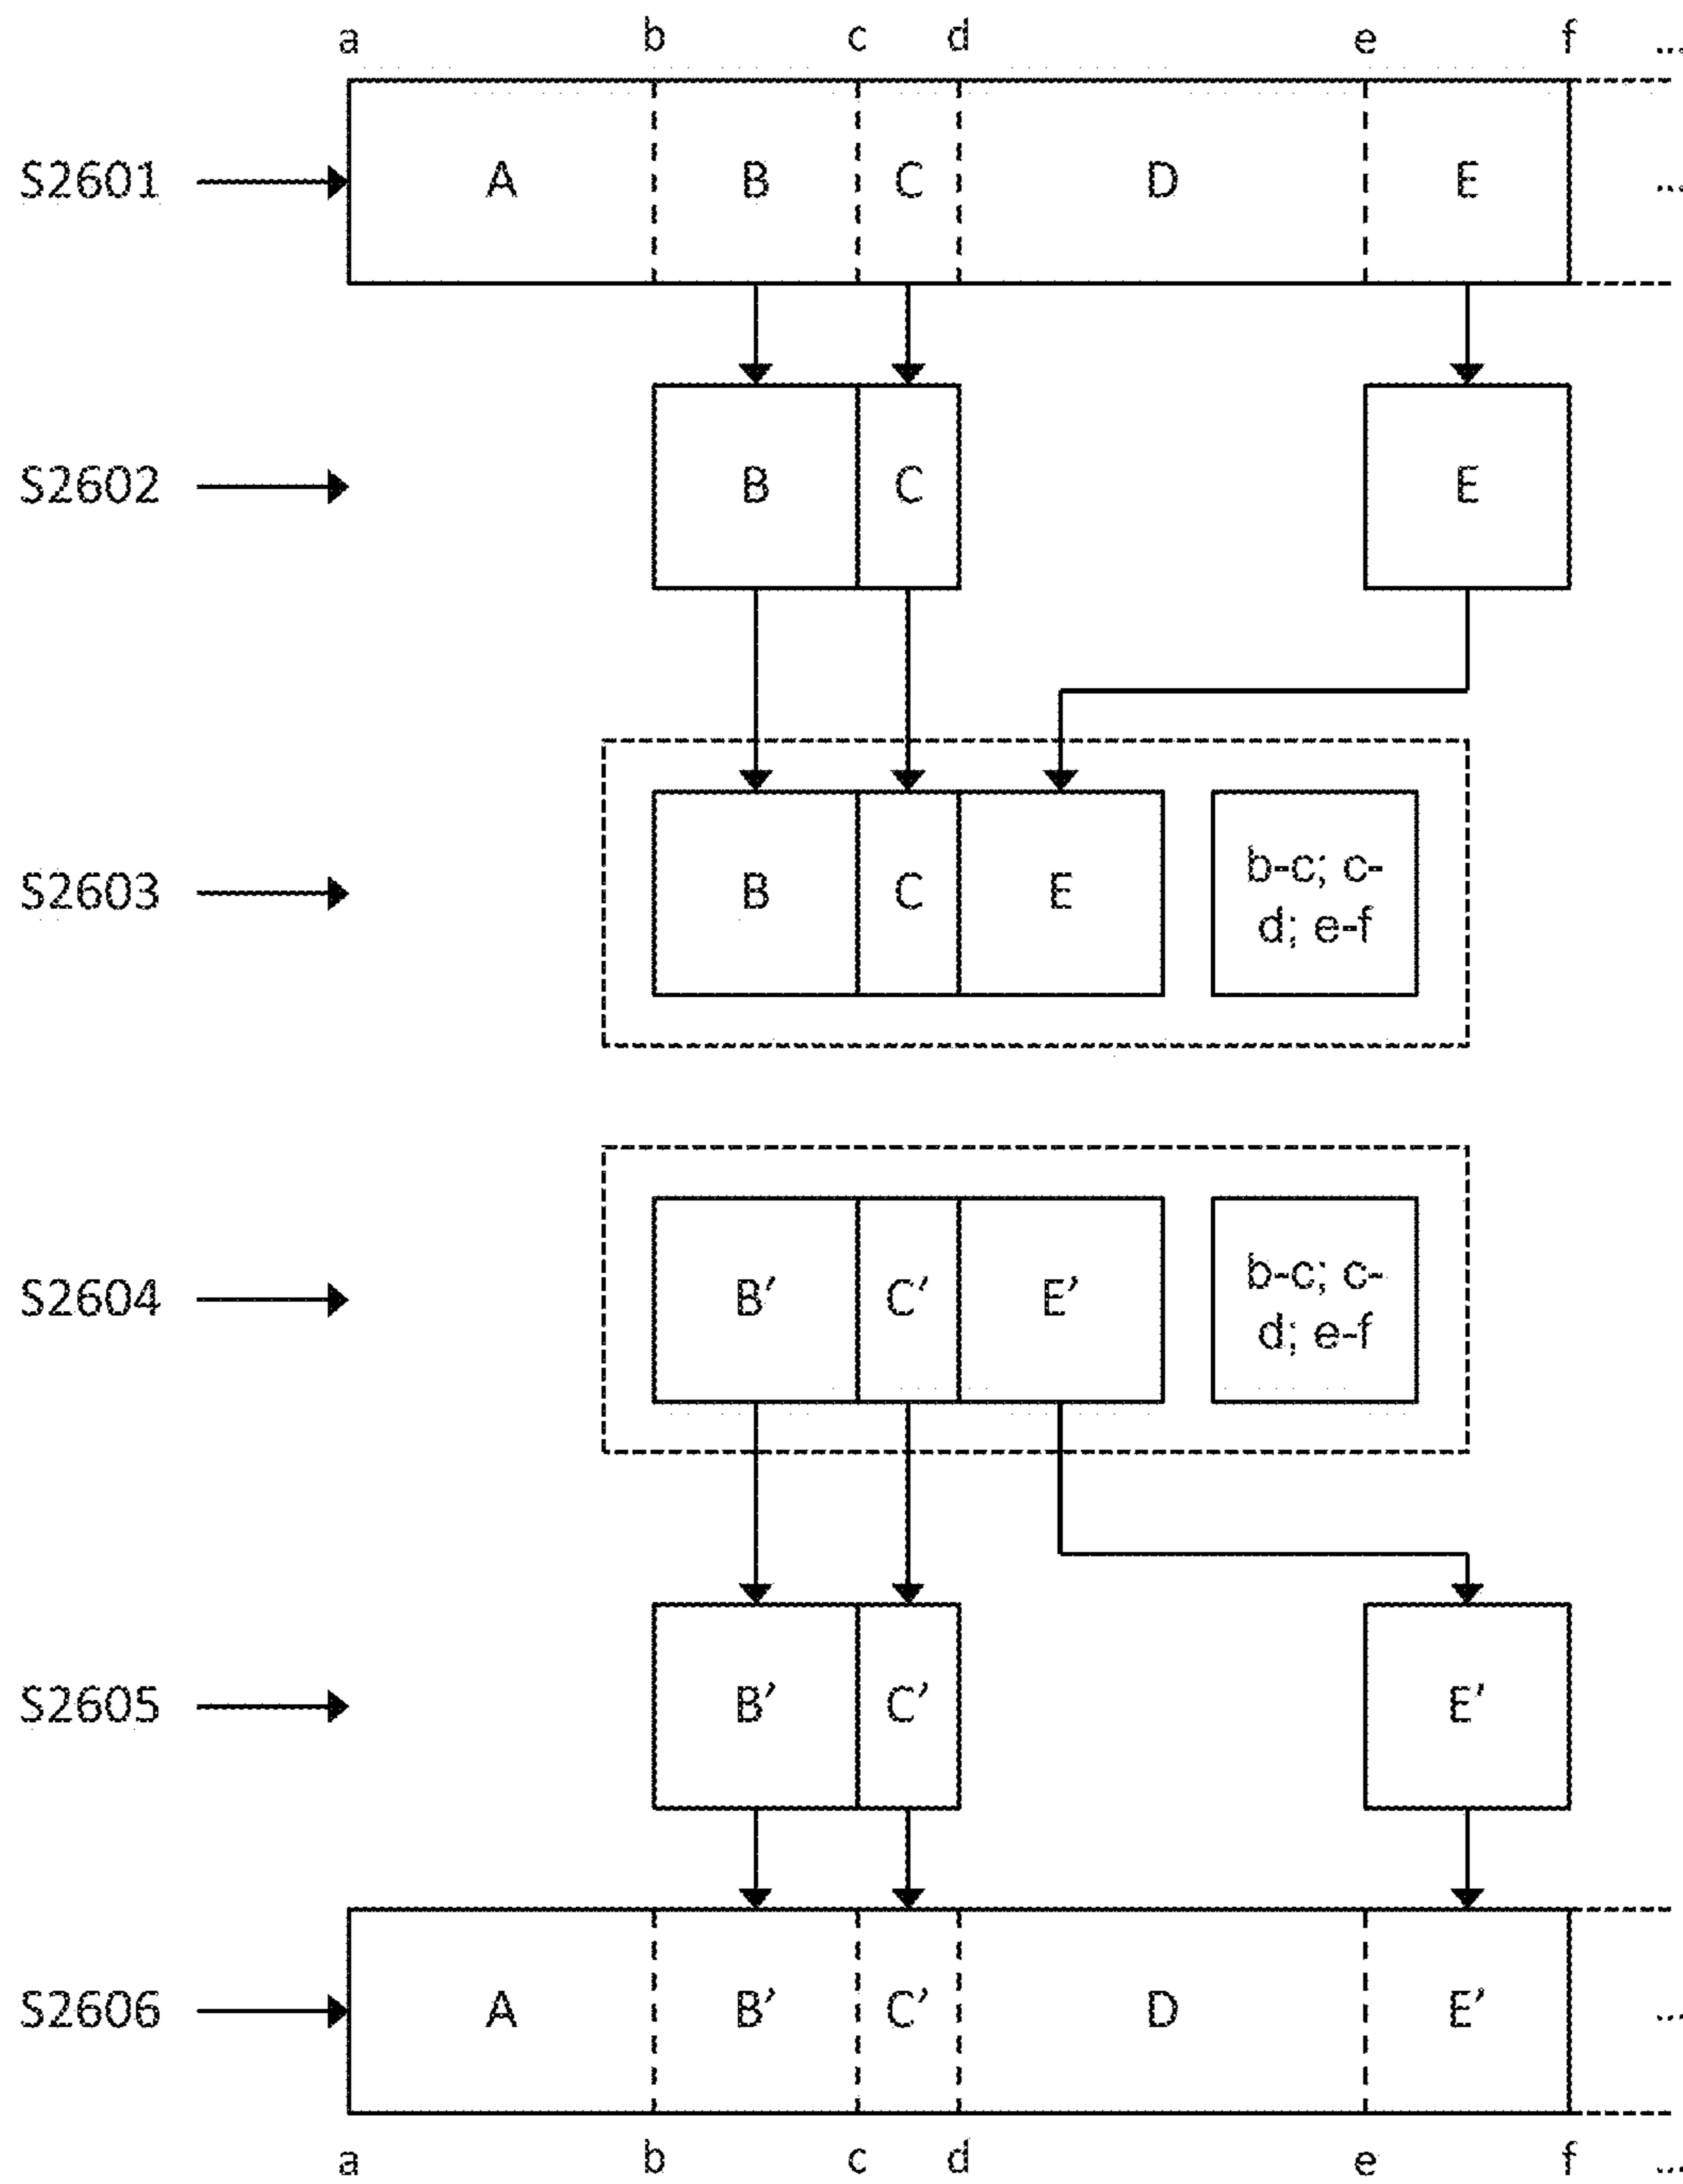 a b c d e f ...
S2601 A B C D E ...
S2602 B C E
S2603 B C E b-c; c-
d; e-f
S2604 B′ C′ E’ b-c; c-
d; e-f
S2605 B′ C’ E'
S2606 A B′ C’ D E’ ...
a b c d e f ...